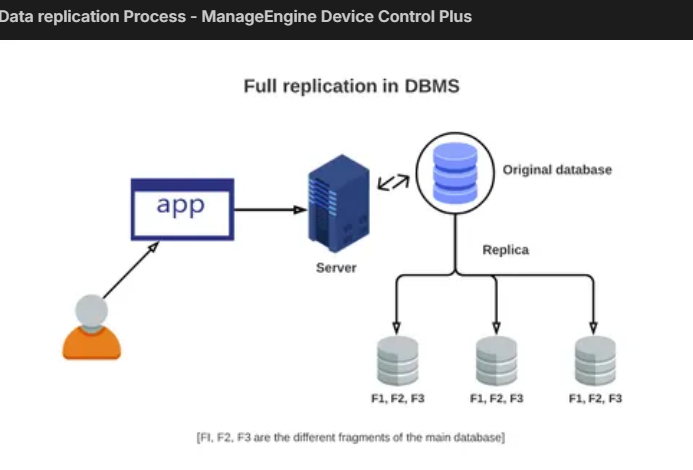 Data replication Process - ManageEngine Device Control Plus
Full replication in DBMS
Original database
app
Replica
Server
F1, F2, F3
F1, F2, F3
F1, F2, F3
[FI, F2, F3 are the different fragments of the main database]